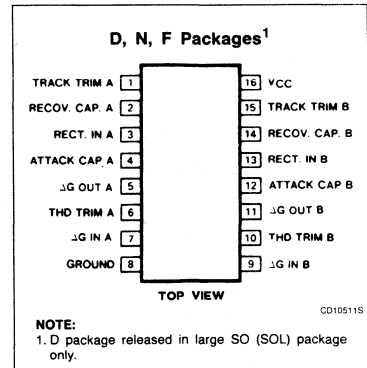 D, N, F Packages1
TRACK TRIM A 1 16 VCC
RECOV. CAP. A 2 15 TRACK TRIM B
RECT. IN A 3 14 RECOV. CAP. B
ATTACK CAP. A 4 13 RECT. IN B
ΔG OUT A 5 12 ATTACK CAP B
THD TRIM A 6 11 ΔG OUT B
ΔG IN A 7 10 THD TRIM B
GROUND 8 9 ΔG IN B
TOP VIEW
CD10511S
NOTE:
1. D package released in large SO (SOL) package
only.